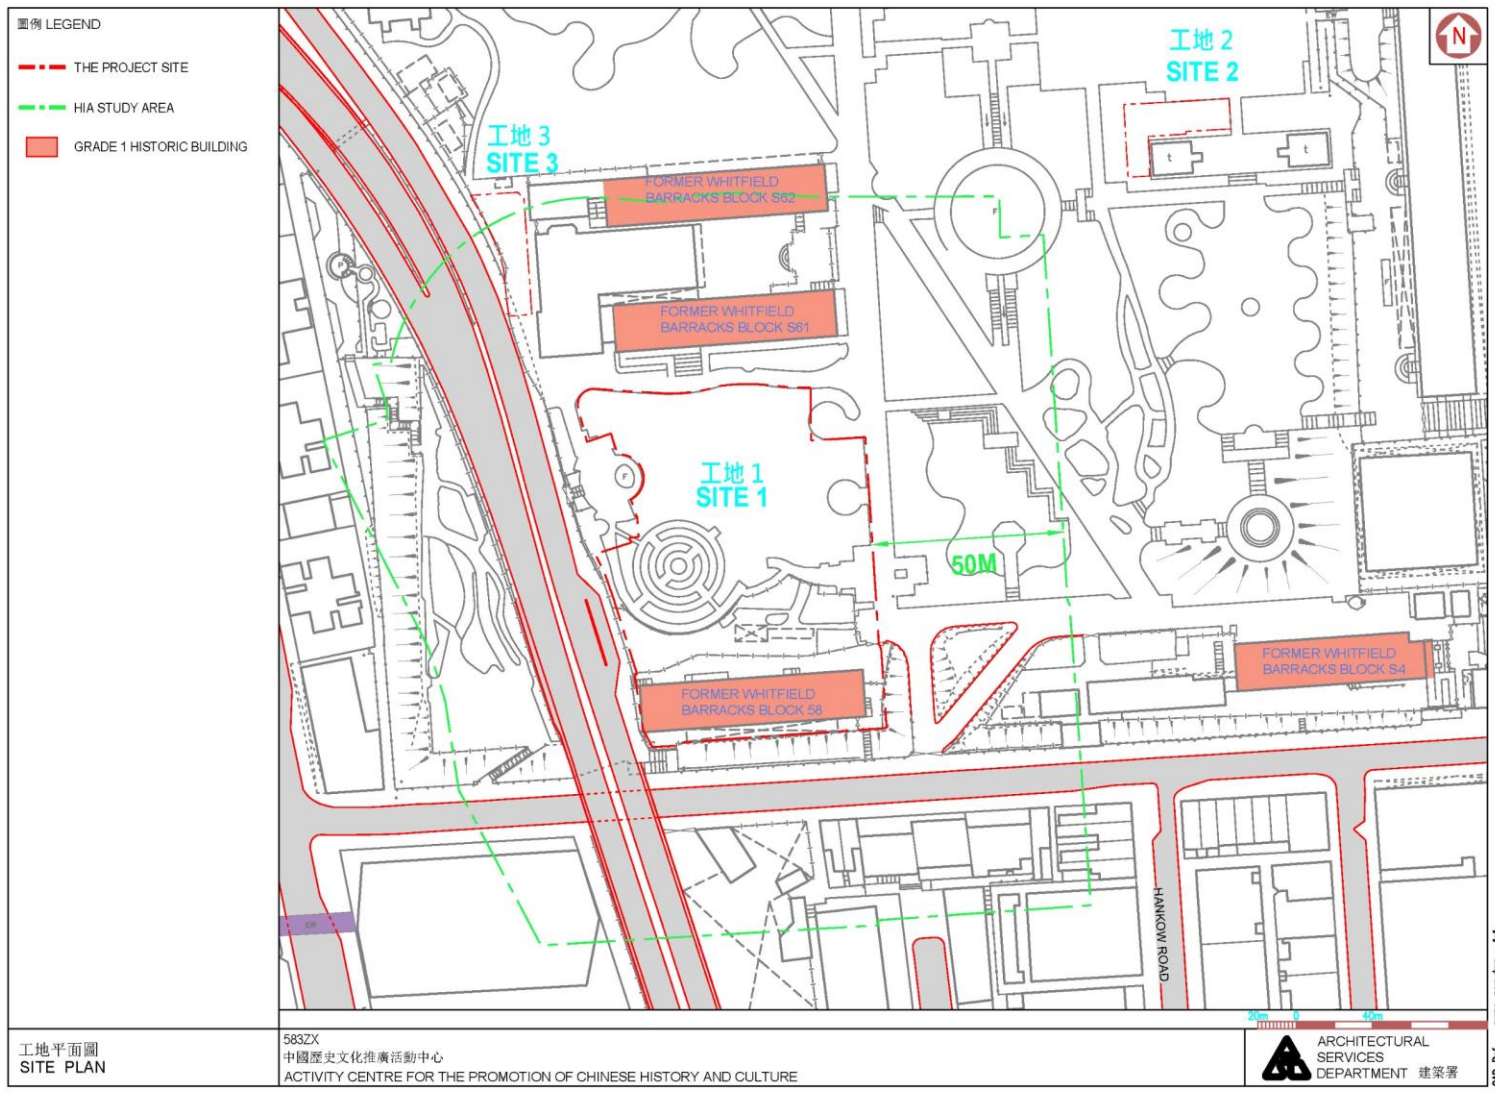 圖例 LEGEND
THE PROJECT SITE
HIA STUDY AREA
GRADE 1 HISTORIC BUILDING
N
工地 2
SITE 2
工地 3
SITE 3
t
t
FORMER WHITFIELD
BARRACKS BLOCK S62
F
P
FORMER WHITFIELD
BARRACKS BLOCK S61
工地 1
SITE 1
F
50M
FORMER WHITFIELD
BARRACKS BLOCK S4
FORMER WHITFIELD
BARRACKS BLOCK 58
HANKOW ROAD
20m 0 40m
工地平面圖
SITE PLAN
583ZX
中國歷史文化推廣活動中心
ACTIVITY CENTRE FOR THE PROMOTION OF CHINESE HISTORY AND CULTURE
ARCHITECTURAL
SERVICES
DEPARTMENT 建築署